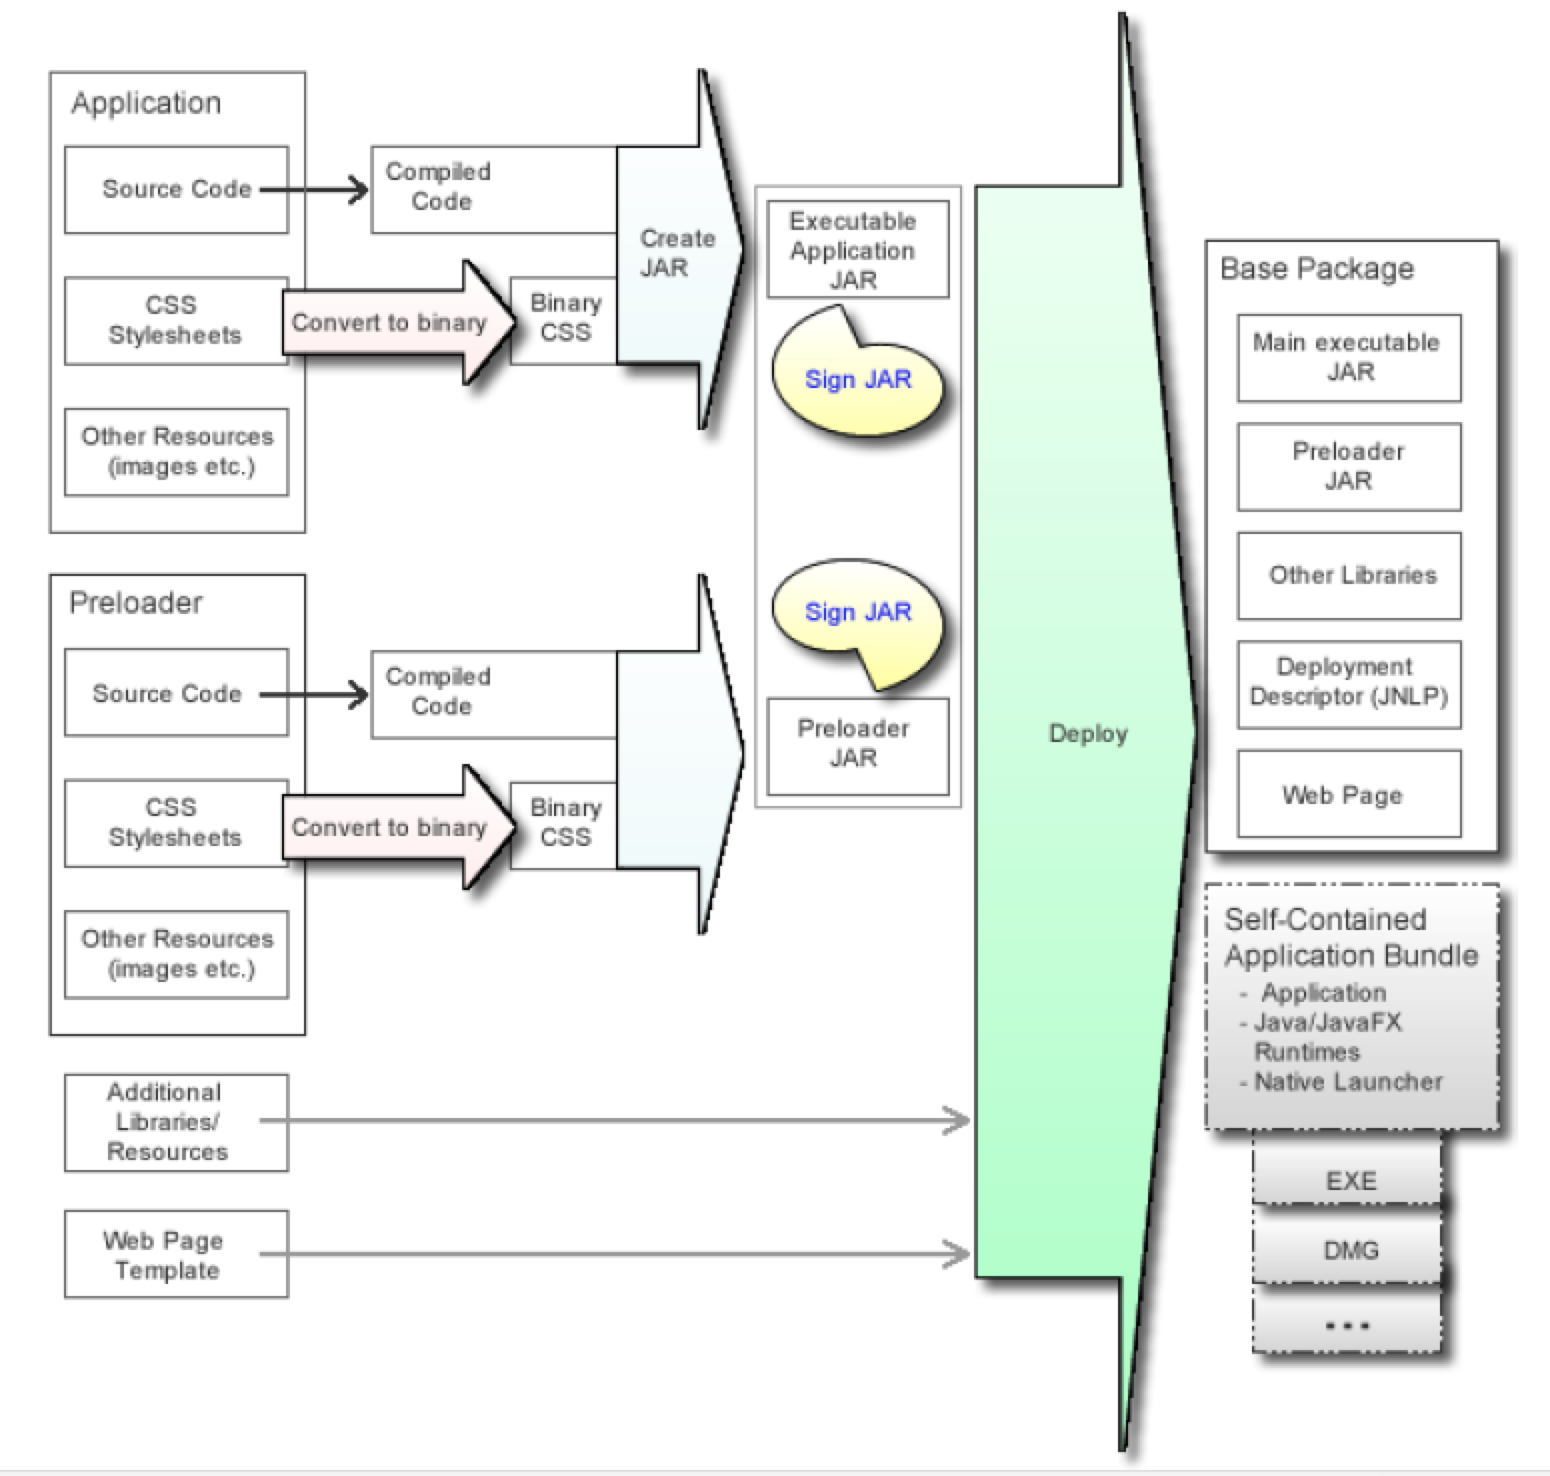 Application
Source Code
Compiled
Code
CSS
Stylesheets
Convert to binary
Binary
CSS
Other Resources
(images etc.)
Create
JAR
Executable
Application
JAR
Sign JAR
Preloader
Source Code
Compiled
Code
CSS
Stylesheets
Convert to binary
Binary
CSS
Other Resources
(images etc.)
Sign JAR
Preloader
JAR
Additional
Libraries/
Resources
Web Page
Template
Deploy
Base Package
Main executable
JAR
Preloader
JAR
Other Libraries
Deployment
Descriptor (JNLP)
Web Page
Self-Contained
Application Bundle
- Application
- Java/JavaFX
Runtimes
- Native Launcher
EXE
DMG
...